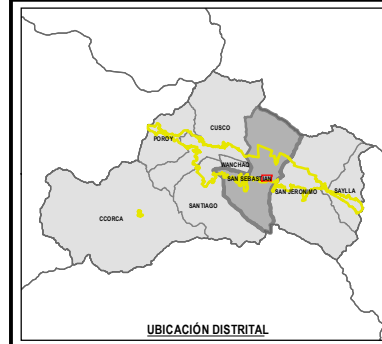 CUSCO
POROY
WANCHAQ
SAN SEBASTIAN
SAN JERONIMO
SAYLLA
CCORCA
SANTIAGO
UBICACIÓN DISTRITAL